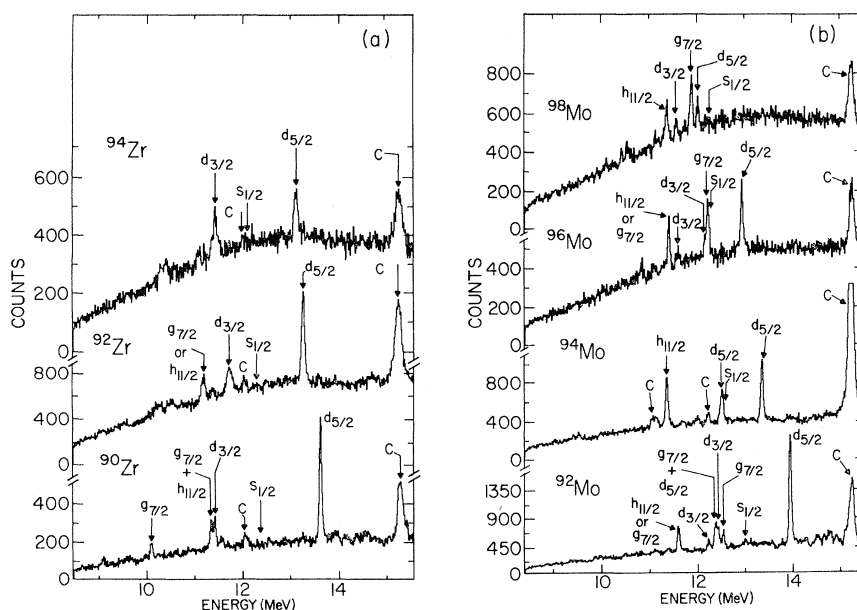 (a)
94Zr
d3/2
C
s1/2
d5/2
C
600
400
200
0
COUNTS
92Zr
g7/2
or
h11/2
d3/2
C
s1/2
d5/2
C
800
400
0
90Zr
g7/2
g7/2
+
h11/2
d3/2
C
s1/2
d5/2
C
400
200
0
10
12
14
ENERGY (MeV)
(b)
98Mo
h11/2
d3/2
g7/2
d5/2
s1/2
C
800
600
400
200
0
COUNTS
96Mo
h11/2
or
g7/2
d3/2
d3/2
g7/2
s1/2
d5/2
C
400
200
0
94Mo
C
h11/2
C
d5/2
s1/2
d5/2
C
800
400
0
92Mo
h11/2
or
g7/2
d3/2
g7/2
+
d5/2
d3/2
g7/2
s1/2
d5/2
C
1350
900
450
0
10
12
14
ENERGY (MeV)